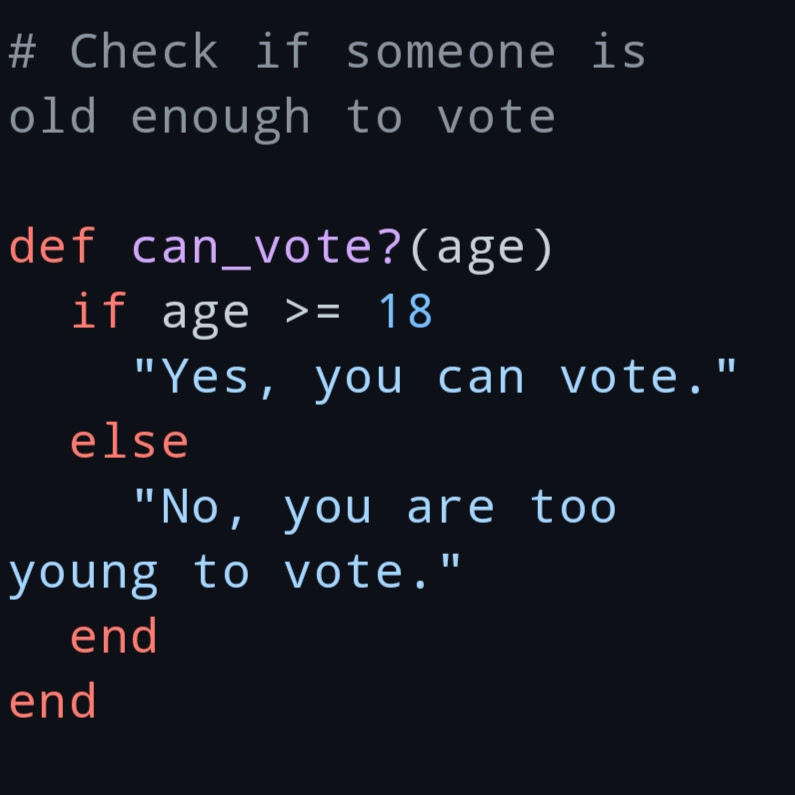 # Check if someone is
old enough to vote

def can_vote?(age)
  if age >= 18
    "Yes, you can vote."
  else
    "No, you are too
young to vote."
  end
end